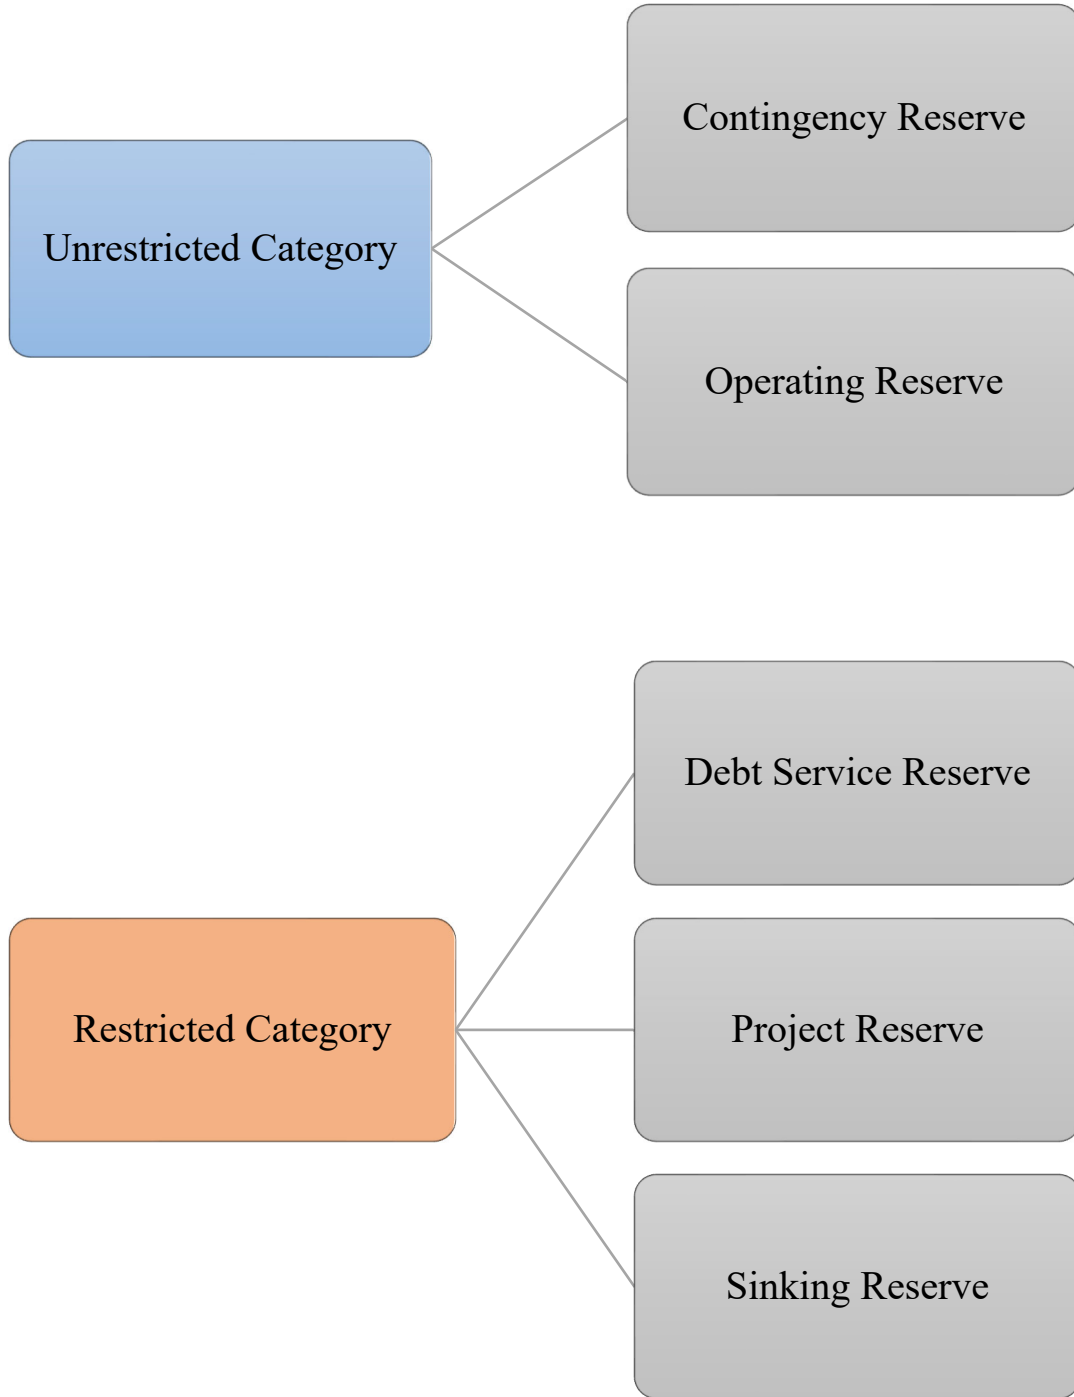 Unrestricted Category
Contingency Reserve
Operating Reserve
Restricted Category
Debt Service Reserve
Project Reserve
Sinking Reserve